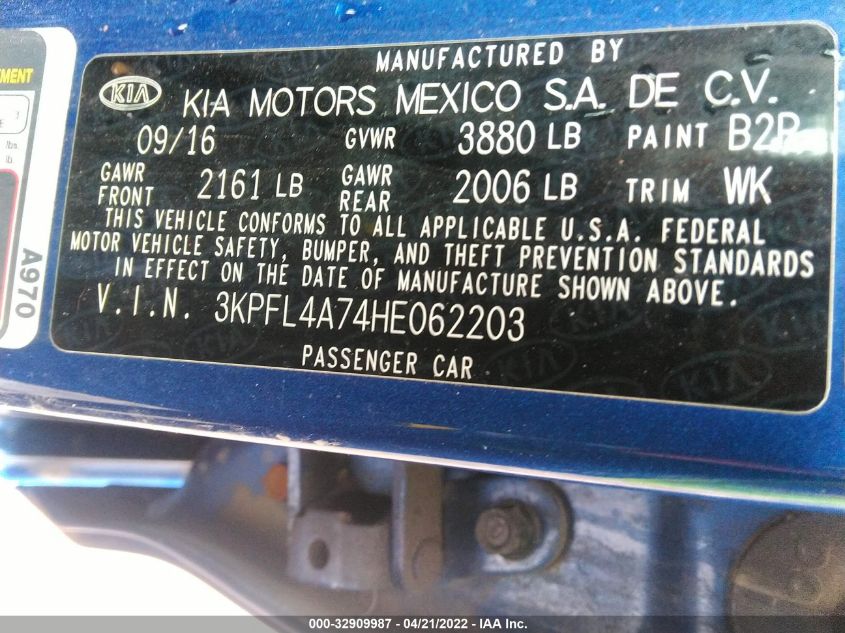 MANUFACTURED BY
KIA KIA MOTORS MEXICO S.A. DE C.V.
09/16 GVWR 3880 LB PAINT B2R
GAWR FRONT 2161 LB GAWR REAR 2006 LB TRIM WK
THIS VEHICLE CONFORMS TO ALL APPLICABLE U.S.A. FEDERAL
MOTOR VEHICLE SAFETY, BUMPER, AND THEFT PREVENTION STANDARDS
IN EFFECT ON THE DATE OF MANUFACTURE SHOWN ABOVE.
V.I.N. 3KPFL4A74HE062203
PASSENGER CAR
A970
000-32909987 - 04/21/2022 - IAA Inc.